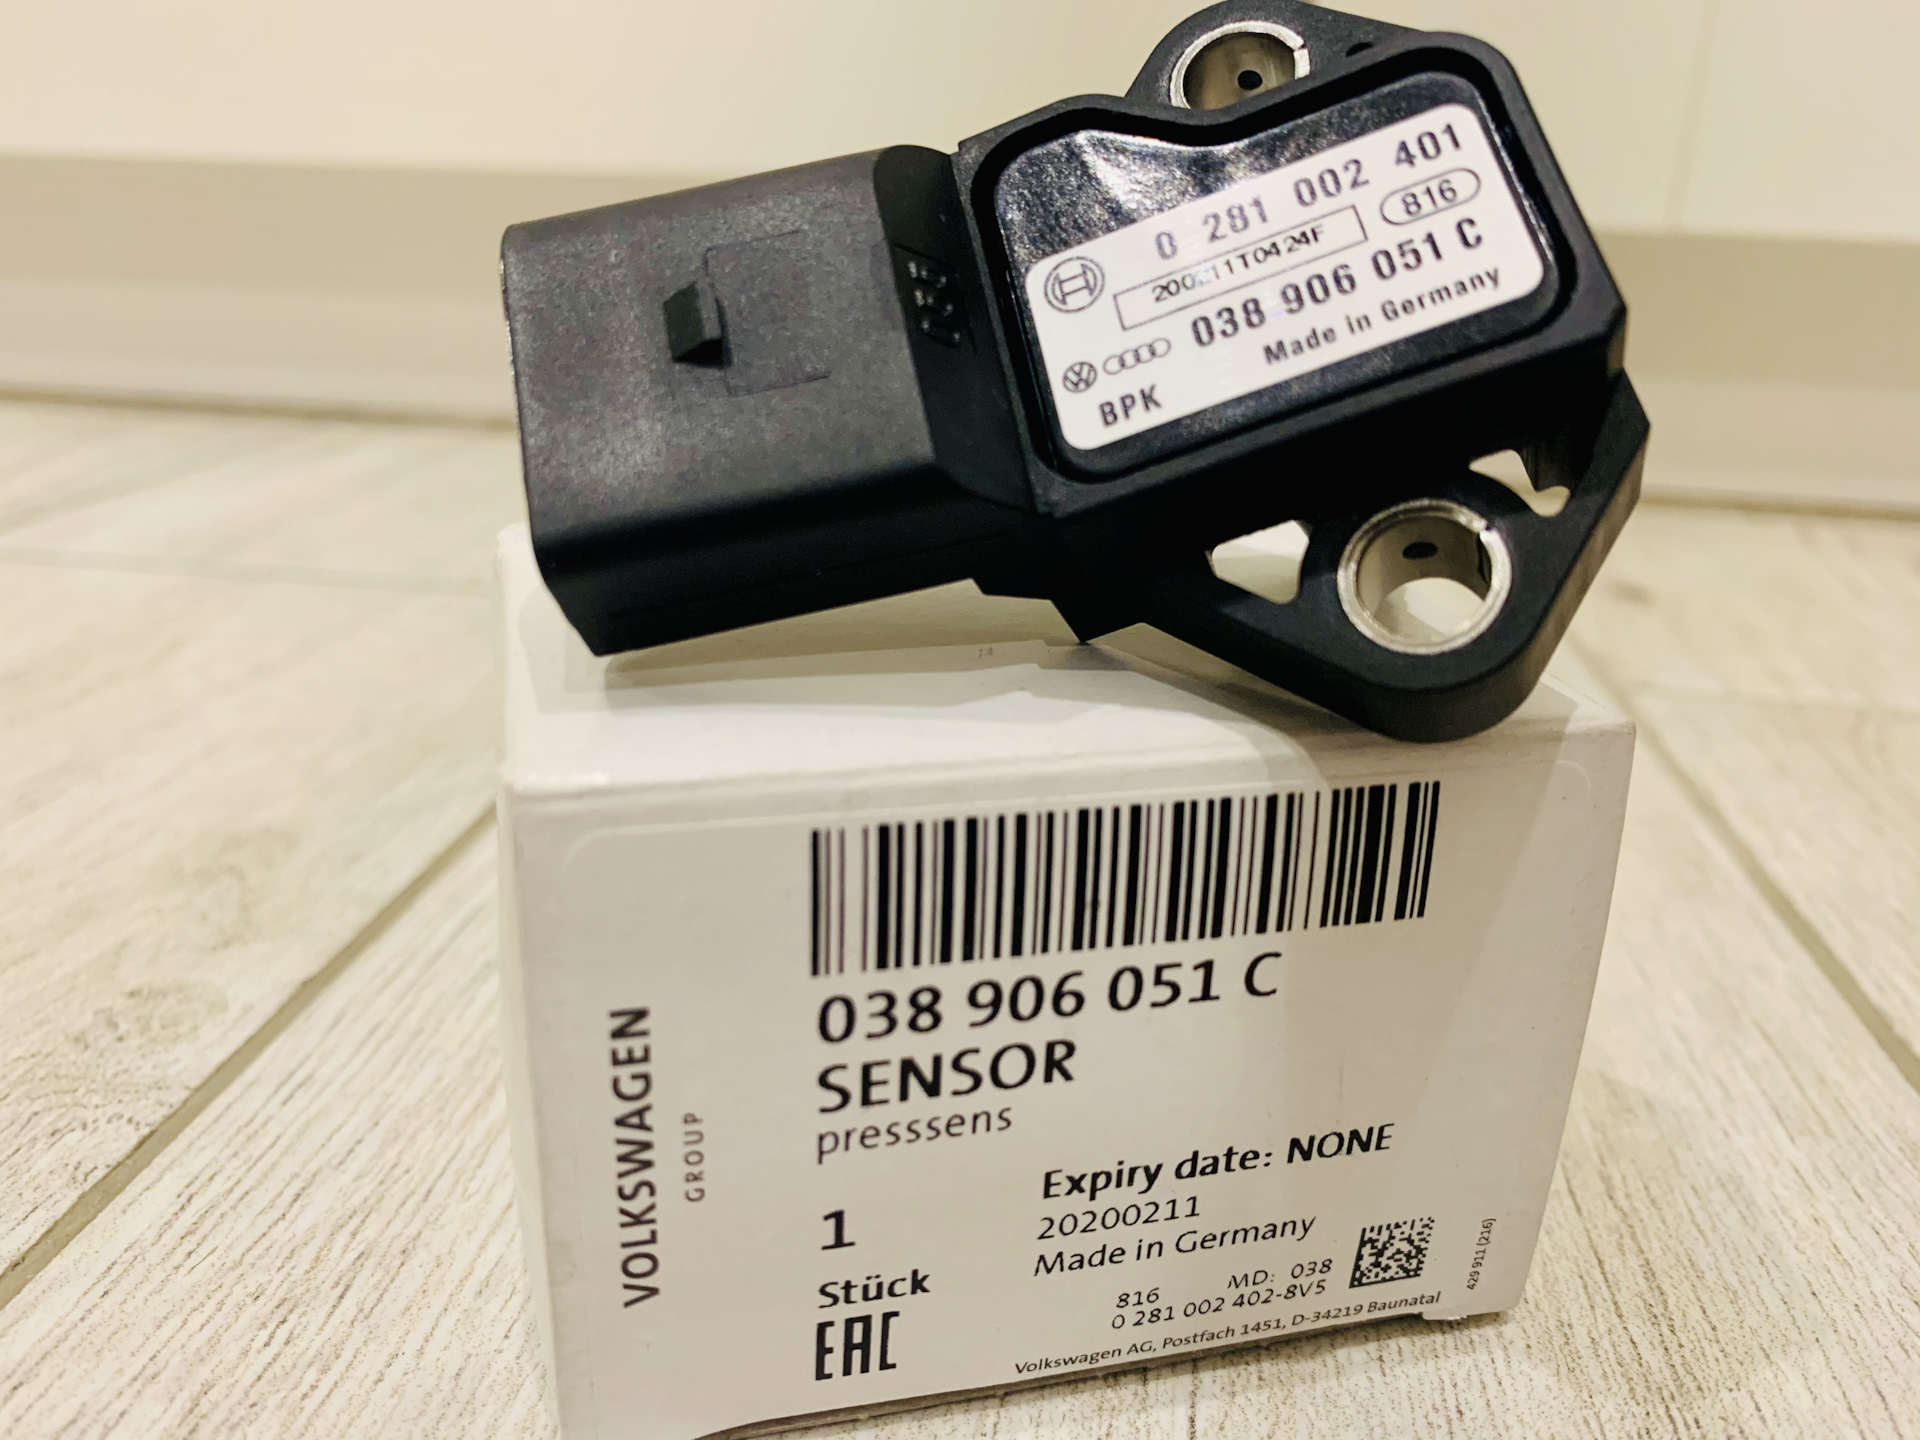 0 281 002 401
200211T0424F
816
038 906 051 C
Made in Germany
BPK
038 906 051 C
SENSOR
presssens
VOLKSWAGEN
GROUP
Expiry date: NONE
1
20200211
Stück
Made in Germany
EAC
816
MD: 038
0 281 002 402-8V5
429 911 (216)
Volkswagen AG, Postfach 1451, D-34219 Baunatal